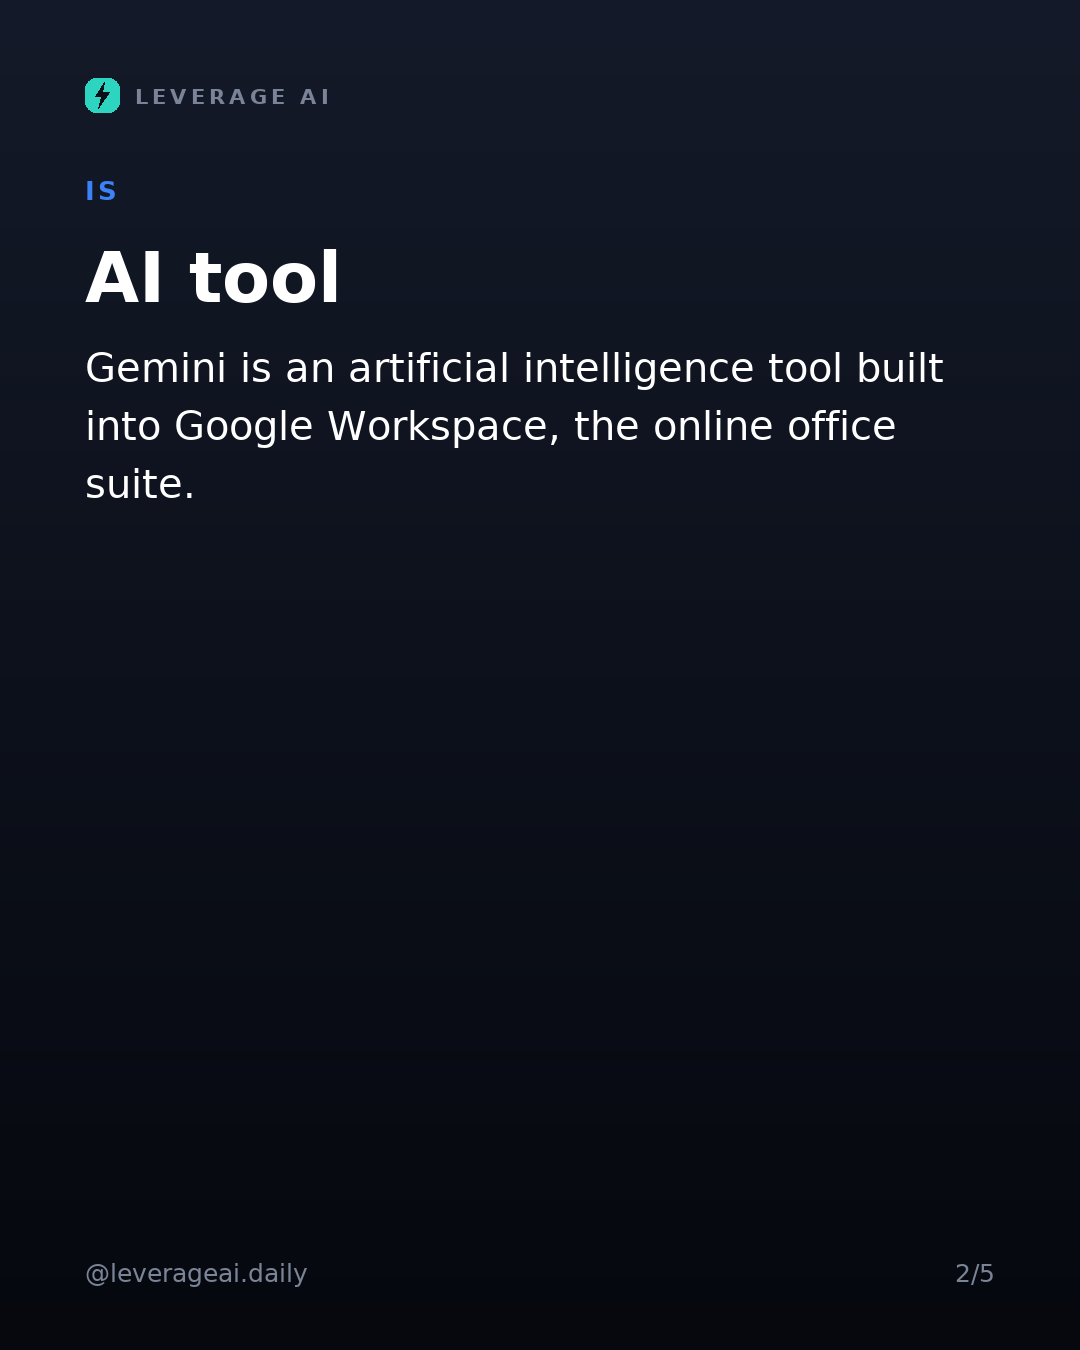 LEVERAGE AI
IS
AI tool
Gemini is an artificial intelligence tool built
into Google Workspace, the online office
suite.
@leverageai.daily
2/5